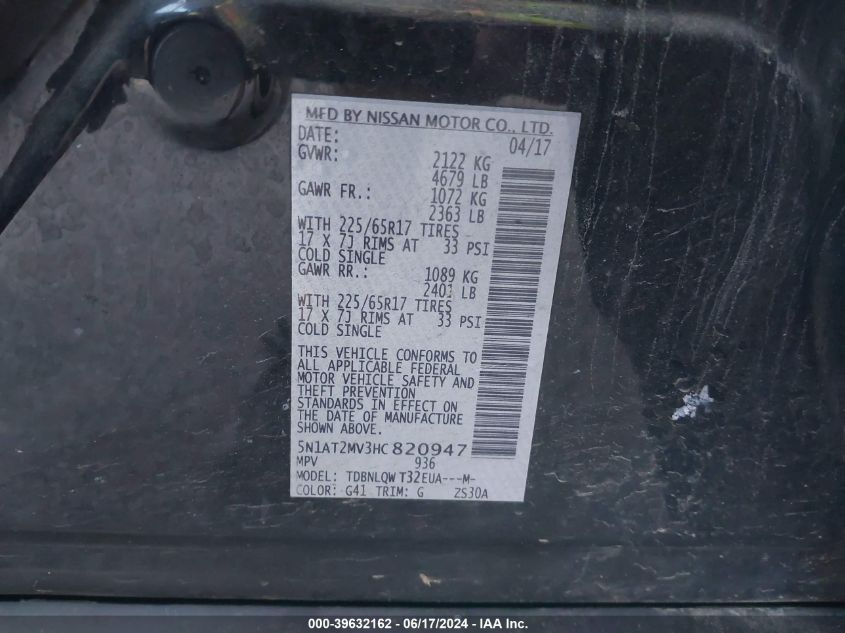 MFD BY NISSAN MOTOR CO., LTD.
DATE: 04/17
GVWR: 2122 KG
4679 LB
GAWR FR.: 1072 KG
2363 LB
WITH 225/65R17 TIRES
17 X 7J RIMS AT 33 PSI
COLD SINGLE
GAWR RR.: 1089 KG
2401 LB
WITH 225/65R17 TIRES
17 X 7J RIMS AT 33 PSI
COLD SINGLE
THIS VEHICLE CONFORMS TO
ALL APPLICABLE FEDERAL
MOTOR VEHICLE SAFETY AND
THEFT PREVENTION
STANDARDS IN EFFECT ON
THE DATE OF MANUFACTURE
SHOWN ABOVE.
5N1AT2MV3HC820947
MPV 936
MODEL: TDBNLQW T32EUA---M-
COLOR: G41 TRIM: G ZS30A
000-39632162 - 06/17/2024 - IAA Inc.